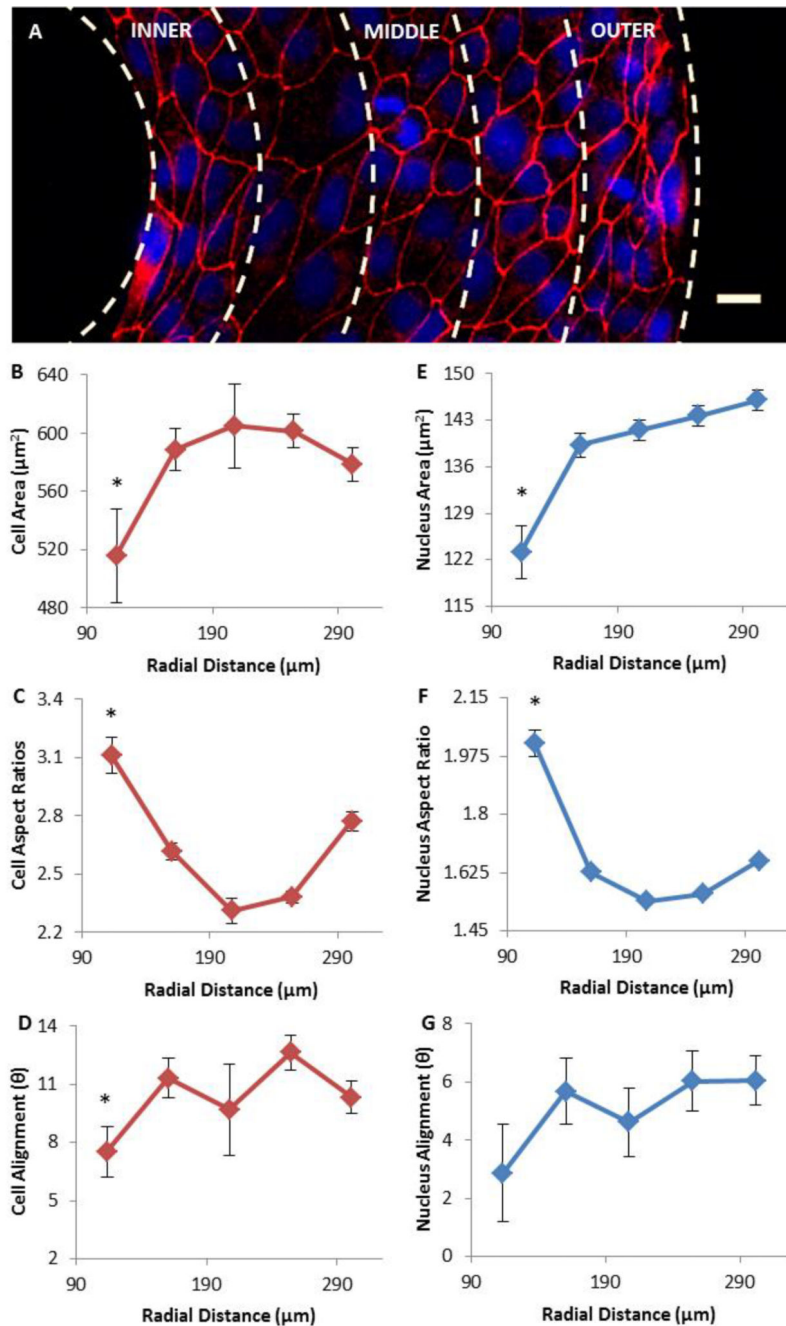 A INNER MIDDLE OUTER
B
640
600
560
520
480
Cell Area (μm²)
*
90 190 290
Radial Distance (μm)
E
150
143
136
129
122
115
Nucleus Area (μm²)
*
90 190 290
Radial Distance (μm)
C
3.4
3.1
2.8
2.5
2.2
Cell Aspect Ratios
*
90 190 290
Radial Distance (μm)
F
2.15
1.975
1.8
1.625
1.45
Nucleus Aspect Ratio
*
90 190 290
Radial Distance (μm)
D
14
11
8
5
2
Cell Alignment (θ)
*
90 190 290
Radial Distance (μm)
G
8
6
4
2
0
Nucleus Alignment (θ)
90 190 290
Radial Distance (μm)